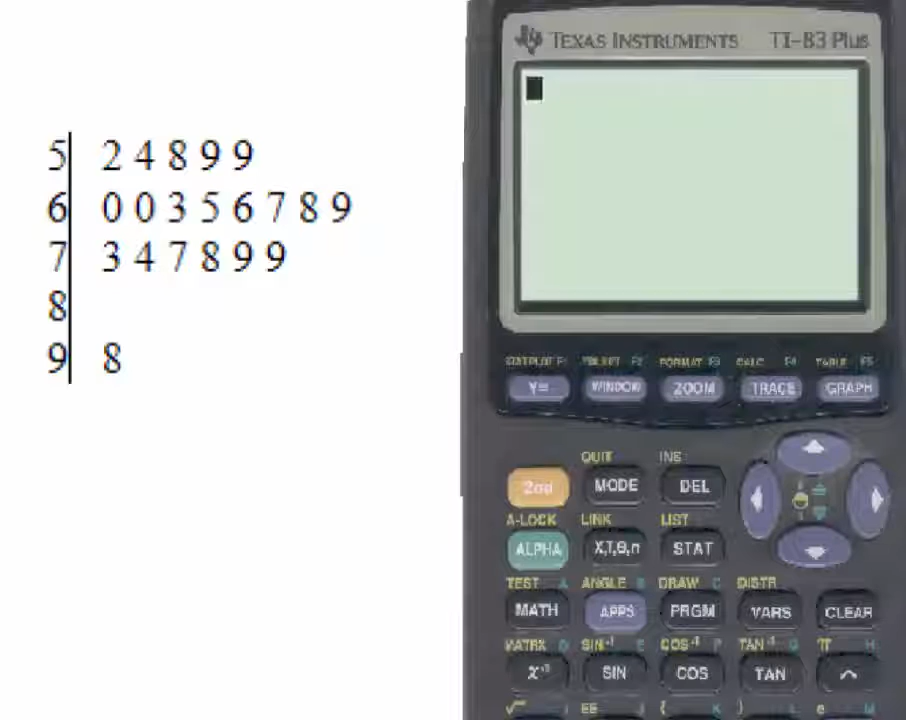 5 2 4 8 9 9
6 0 0 3 5 6 7 8 9
7 3 4 7 8 9 9
8
9 8
TEXAS INSTRUMENTS TI-83 Plus
STAT PLOT F1 TBLSET F2 FORMAT F3 CALC F4 TABLE F5
Y= WINDOW ZOOM TRACE GRAPH
QUIT INS
2nd MODE DEL
A-LOCK LINK LIST
ALPHA X,T,θ,n STAT
TEST A ANGLE B DRAW C DISTR
MATH APPS PRGM VARS CLEAR
MATRX D SIN⁻¹ E COS⁻¹ F TAN⁻¹ G π H
x⁻¹ SIN COS TAN ^
√ I EE J { K } L e M